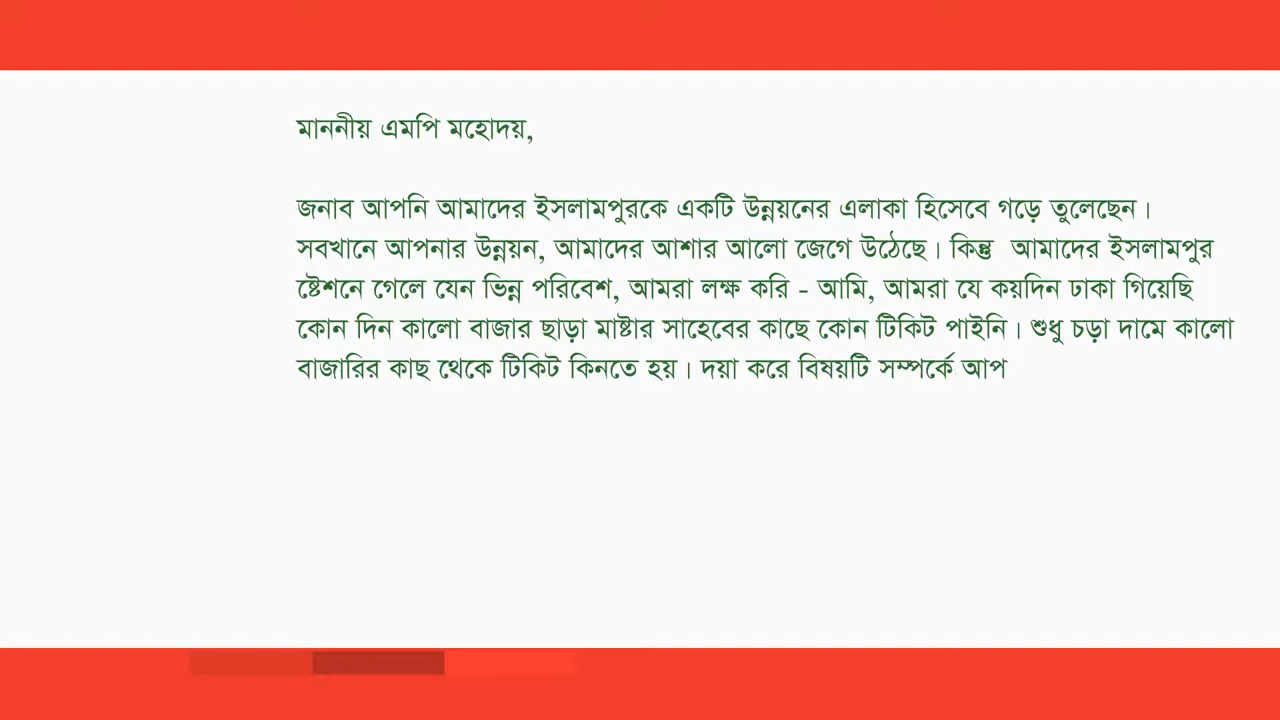 মাননীয় এমপি মহোদয়,
জনাব আপনি আমাদের ইসলামপুরকে একটি উন্নয়নের এলাকা হিসেবে গড়ে তুলেছেন।
সবখানে আপনার উন্নয়ন, আমাদের আশার আলো জেগে উঠেছে। কিন্তু আমাদের ইসলামপুর
ষ্টেশনে গেলে যেন ভিন্ন পরিবেশ, আমরা লক্ষ করি - আমি, আমরা যে কয়দিন ঢাকা গিয়েছি
কোন দিন কালো বাজার ছাড়া মাষ্টার সাহেবের কাছে কোন টিকিট পাইনি। শুধু চড়া দামে কালো
বাজারির কাছ থেকে টিকিট কিনতে হয়। দয়া করে বিষয়টি সম্পর্কে আপ